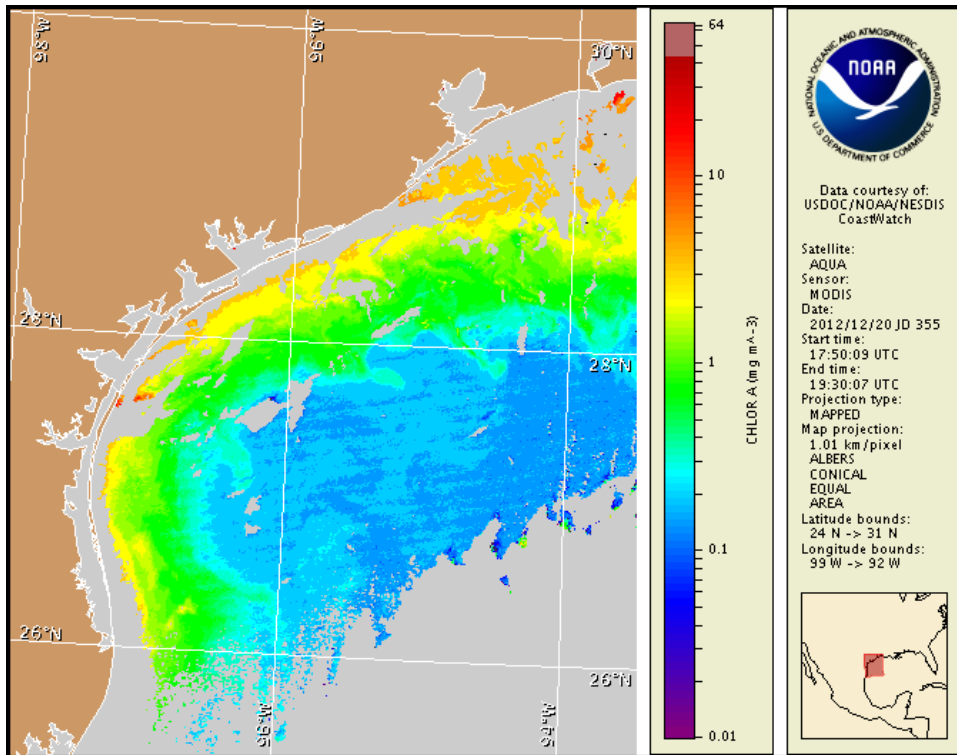 98°W
96°W
30°N
28°N
28°N
26°N
26°N
96°W
94°W
64
10
1
0.1
0.01
CHLOR A (mg m^-3)
NATIONAL OCEANIC AND ATMOSPHERIC ADMINISTRATION
NOAA
U.S. DEPARTMENT OF COMMERCE
Data courtesy of:
USDOC/NOAA/NESDIS
CoastWatch
Satellite:
AQUA
Sensor:
MODIS
Date:
2012/12/20 JD 355
Start time:
17:50:09 UTC
End time:
19:30:07 UTC
Projection type:
MAPPED
Map projection:
1.01 km/pixel
ALBERS
CONICAL
EQUAL
AREA
Latitude bounds:
24 N -> 31 N
Longitude bounds:
99 W -> 92 W